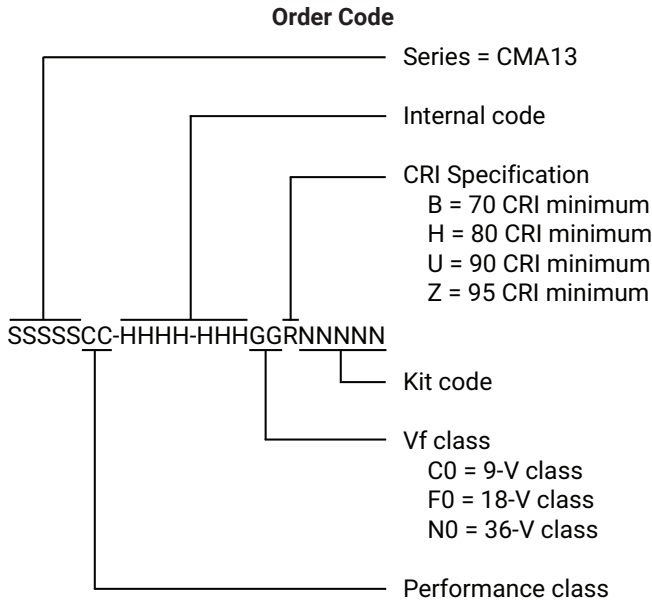 Order Code
Series = CMA13
Internal code
CRI Specification
B = 70 CRI minimum
H = 80 CRI minimum
U = 90 CRI minimum
Z = 95 CRI minimum
SSSSSCC-HHHH-HHHGGRNNNNN
Kit code
Vf class
C0 = 9-V class
F0 = 18-V class
N0 = 36-V class
Performance class